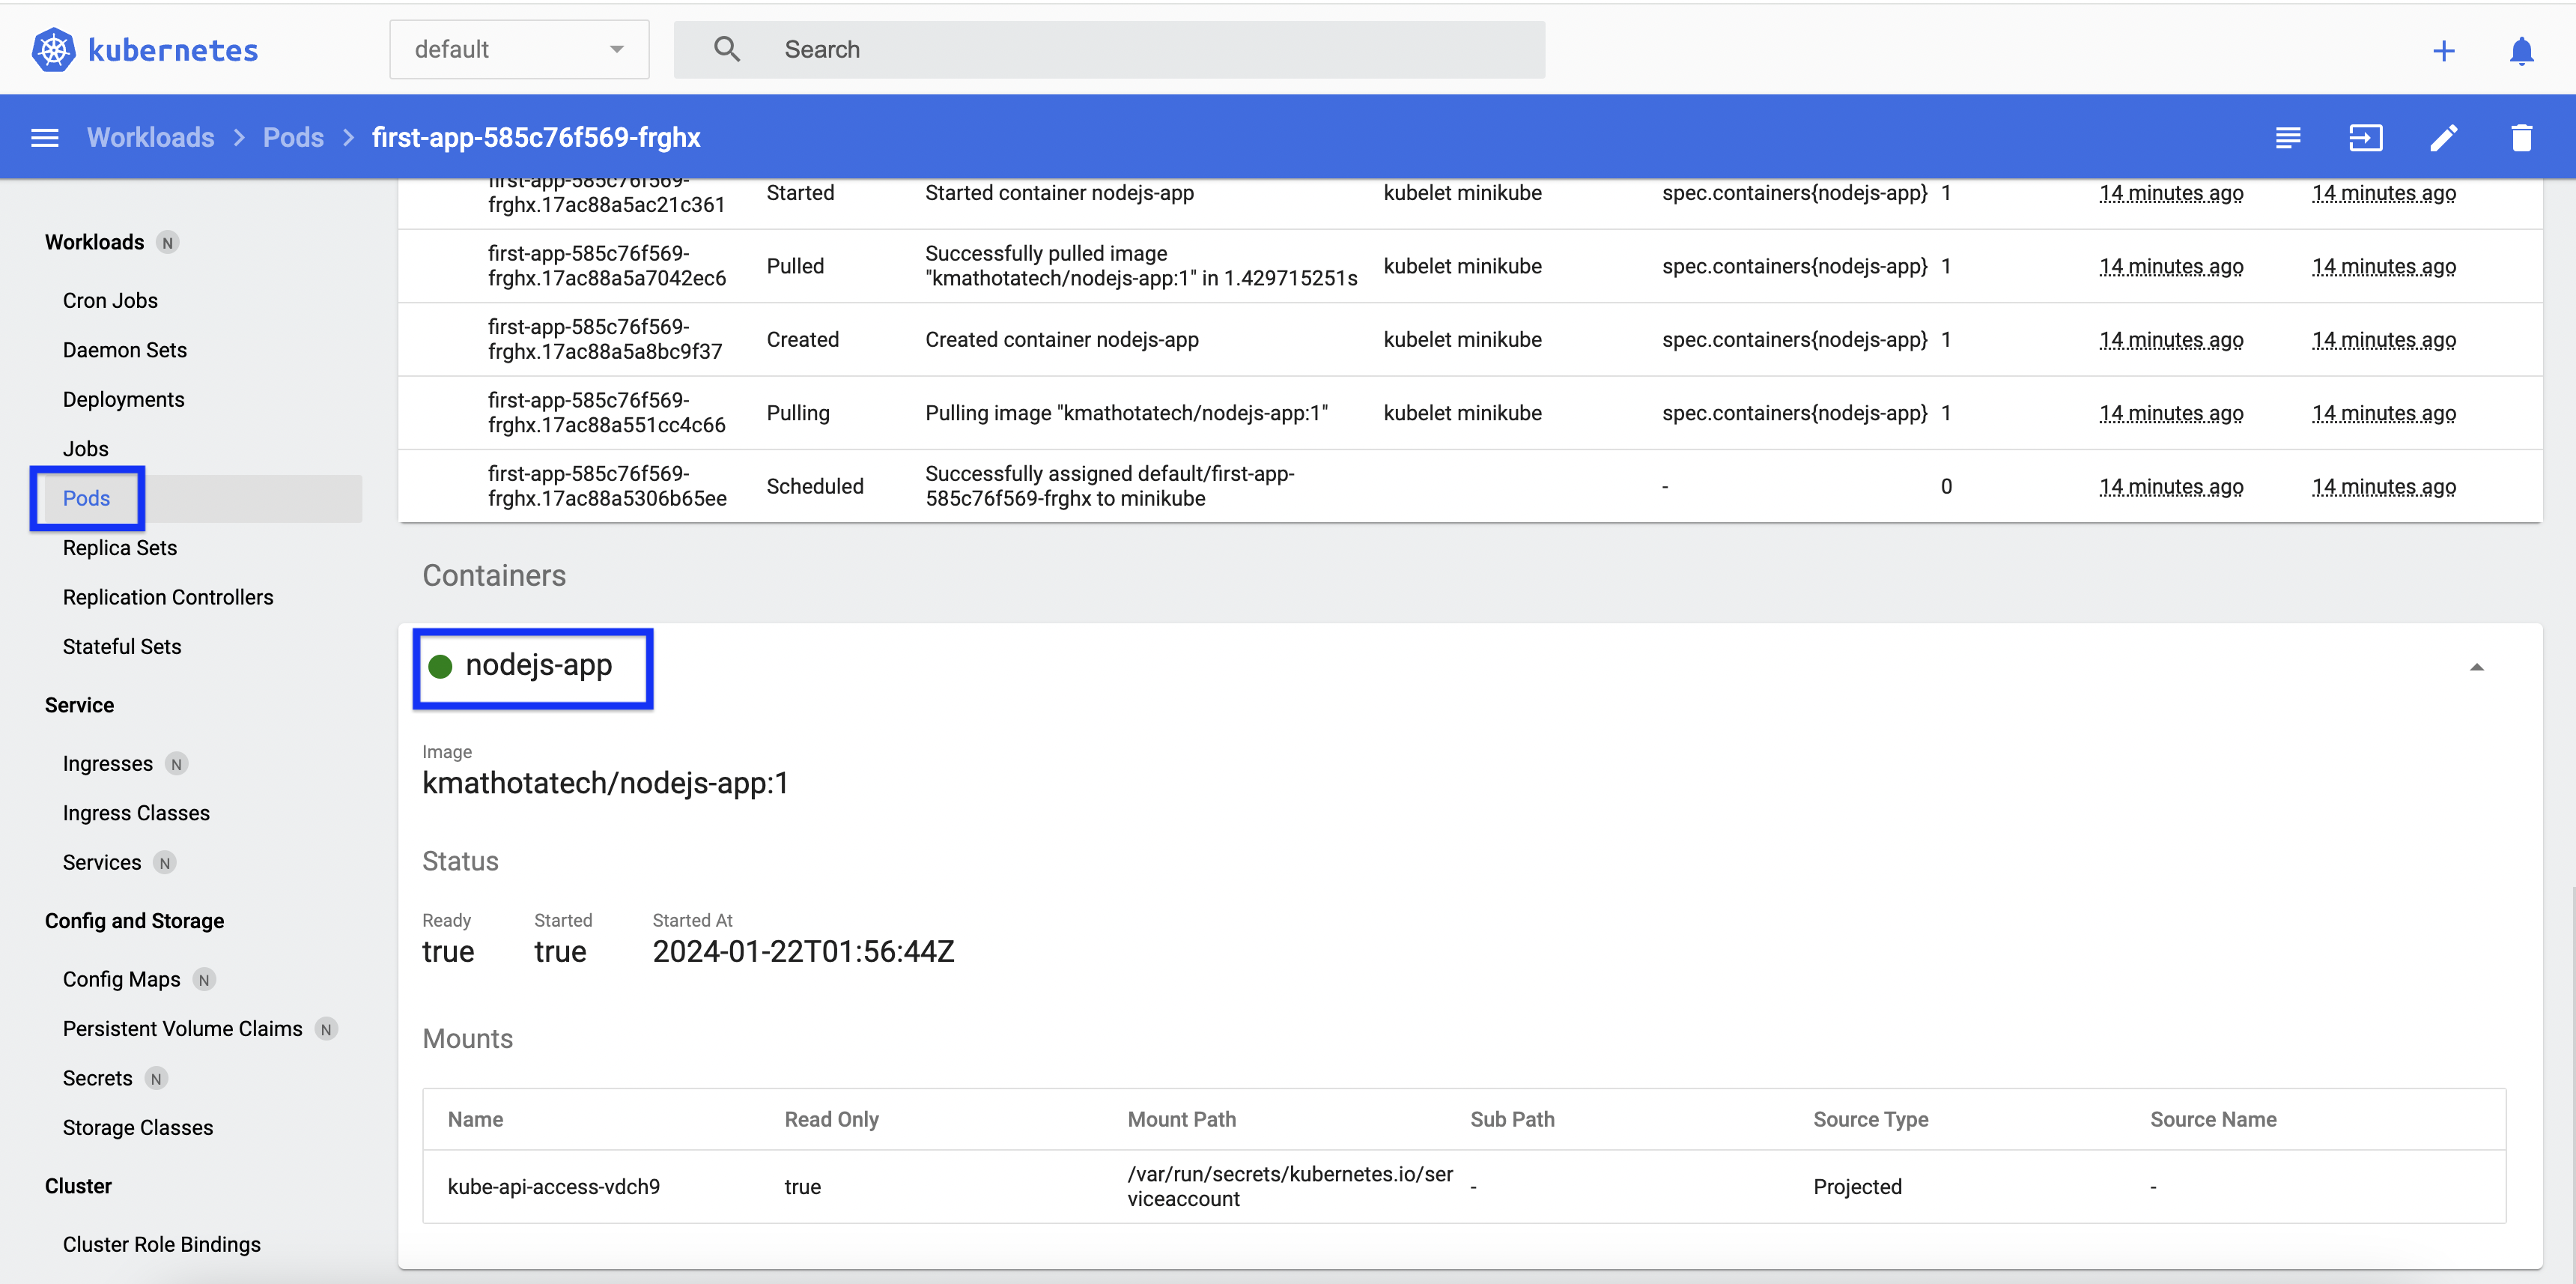 kubernetes
default
Search
Workloads > Pods > first-app-585c76f569-frghx
Workloads N
Cron Jobs
Daemon Sets
Deployments
Jobs
Pods
Replica Sets
Replication Controllers
Stateful Sets
Service
Ingresses N
Ingress Classes
Services N
Config and Storage
Config Maps N
Persistent Volume Claims N
Secrets N
Storage Classes
Cluster
Cluster Role Bindings
first-app-585c76f569-
frghx.17ac88a5ac21c361 Started Started container nodejs-app kubelet minikube spec.containers{nodejs-app} 1 14 minutes ago 14 minutes ago
first-app-585c76f569- Successfully pulled image
frghx.17ac88a5a7042ec6 Pulled "kmathotatech/nodejs-app:1" in 1.429715251s kubelet minikube spec.containers{nodejs-app} 1 14 minutes ago 14 minutes ago
first-app-585c76f569-
frghx.17ac88a5a8bc9f37 Created Created container nodejs-app kubelet minikube spec.containers{nodejs-app} 1 14 minutes ago 14 minutes ago
first-app-585c76f569-
frghx.17ac88a551cc4c66 Pulling Pulling image "kmathotatech/nodejs-app:1" kubelet minikube spec.containers{nodejs-app} 1 14 minutes ago 14 minutes ago
first-app-585c76f569- Successfully assigned default/first-app-
frghx.17ac88a5306b65ee Scheduled 585c76f569-frghx to minikube - 0 14 minutes ago 14 minutes ago
Containers
nodejs-app
Image
kmathotatech/nodejs-app:1
Status
Ready Started Started At
true true 2024-01-22T01:56:44Z
Mounts
Name Read Only Mount Path Sub Path Source Type Source Name
kube-api-access-vdch9 true /var/run/secrets/kubernetes.io/ser - Projected -
viceaccount